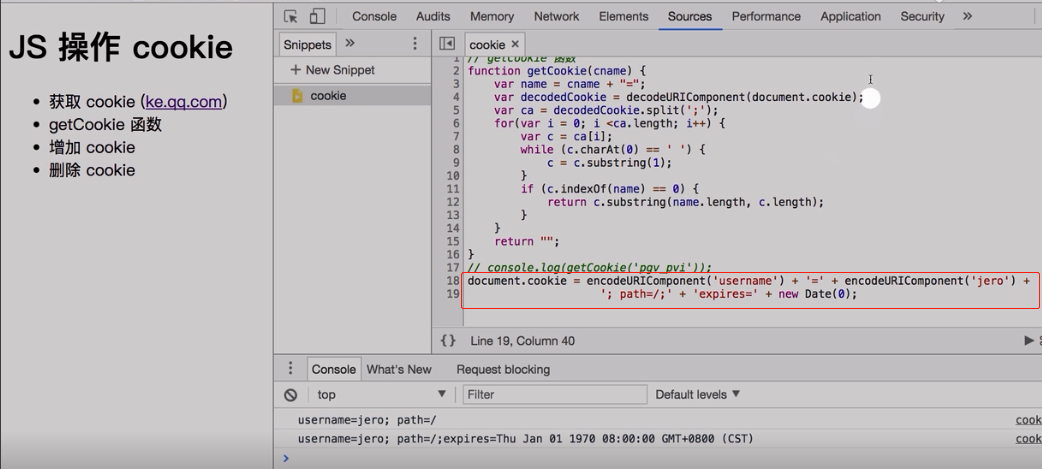 JS 操作 cookie
• 获取 cookie (ke.qq.com)
• getCookie 函数
• 增加 cookie
• 删除 cookie
Console Audits Memory Network Elements Sources Performance Application Security »
Snippets »
+ New Snippet
cookie
cookie ×
1 // getCookie 函数
2 function getCookie(cname) {
3 var name = cname + "=";
4 var decodedCookie = decodeURIComponent(document.cookie);
5 var ca = decodedCookie.split(';');
6 for(var i = 0; i <ca.length; i++) {
7 var c = ca[i];
8 while (c.charAt(0) == ' ') {
9 c = c.substring(1);
10 }
11 if (c.indexOf(name) == 0) {
12 return c.substring(name.length, c.length);
13 }
14 }
15 return "";
16 }
17 // console.log(getCookie('pgv_pvi'));
18 document.cookie = encodeURIComponent('username') + '=' + encodeURIComponent('jero') +
19 '; path=/;' + 'expires=' + new Date(0);
{} Line 19, Column 40
Console What's New Request blocking
top ▼ Filter Default levels ▼
username=jero; path=/ cook
username=jero; path=/;expires=Thu Jan 01 1970 08:00:00 GMT+0800 (CST) cook
>